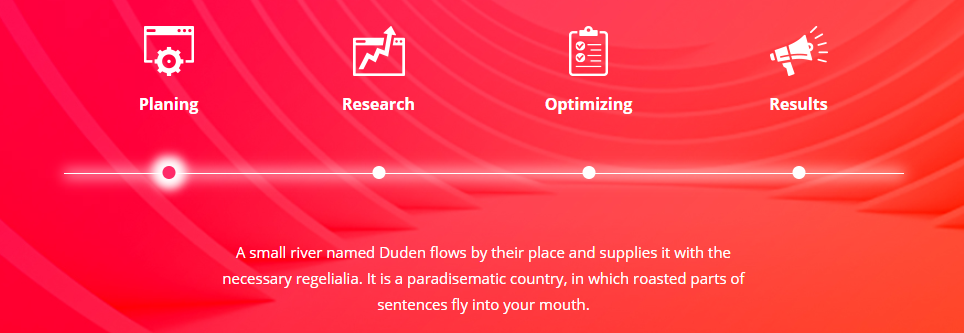 Planing
Research
Optimizing
Results
A small river named Duden flows by their place and supplies it with the
necessary regelialia. It is a paradisematic country, in which roasted parts of
sentences fly into your mouth.